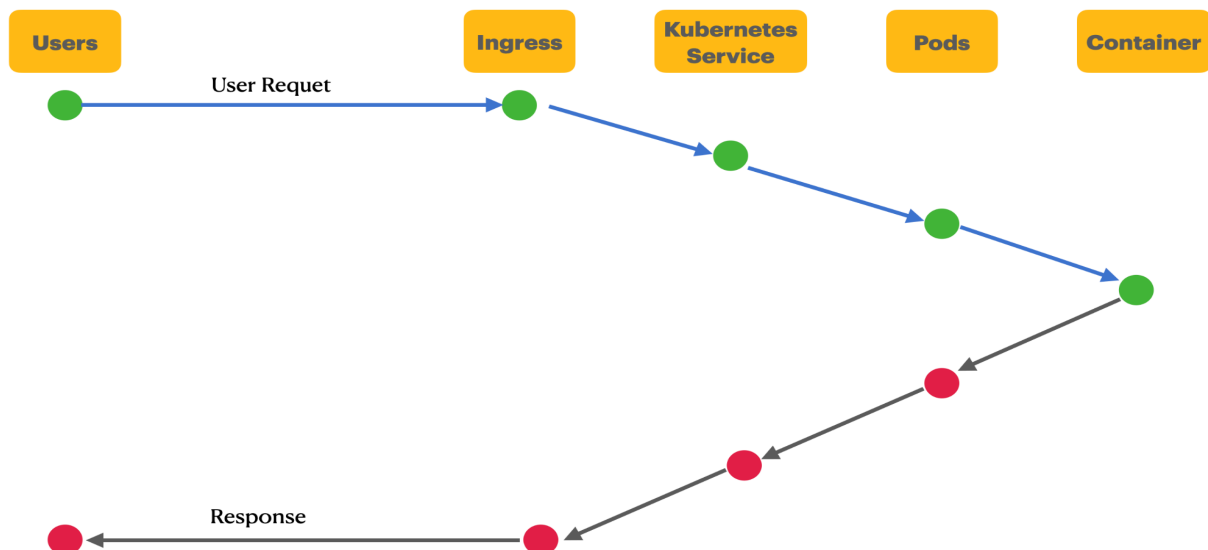 Users
Ingress
Kubernetes
Service
Pods
Container
User Requet
Response